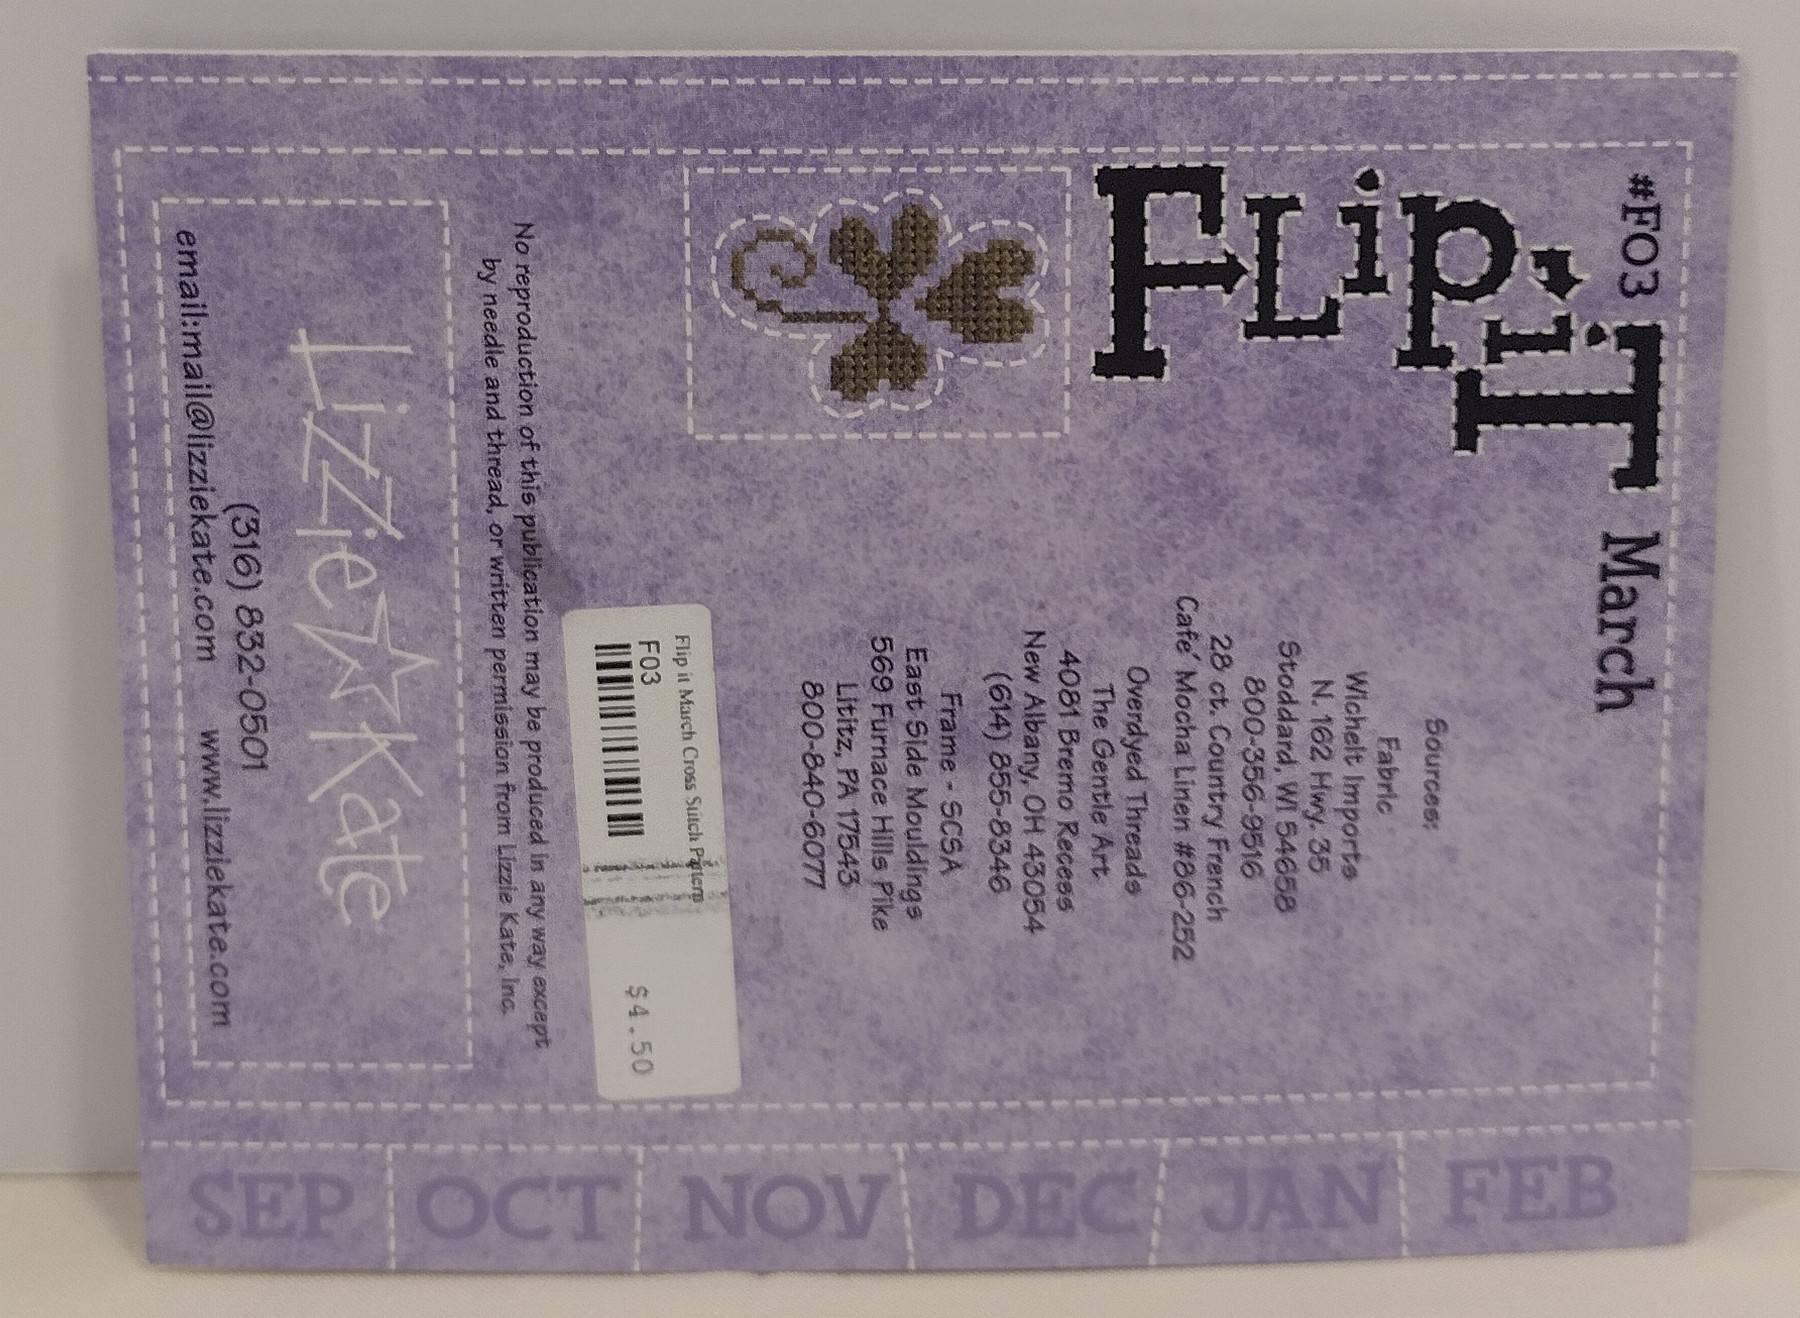 #F03
FLipiT March
Sources:
Fabric
Wichelt Imports
N. 162 Hwy. 35
Stoddard, WI 54658
800-356-9516
28 ct. Country French
Cafe' Mocha Linen #86-252
Overdyed Threads
The Gentle Art
4081 Bremo Recess
New Albany, OH 43054
(614) 855-8346
Frame - SCSA
East Side Mouldings
569 Furnace Hills Pike
Lititz, PA 17543
800-840-6077
Flip it March Cross Stitch Pattern
F03
$4.50
No reproduction of this publication may be produced in any way except
by needle and thread, or written permission from Lizzie Kate, Inc.
Lizzie Kate
(316) 832-0501
email:mail@lizziekate.com www.lizziekate.com
SEP OCT NOV DEC JAN FEB